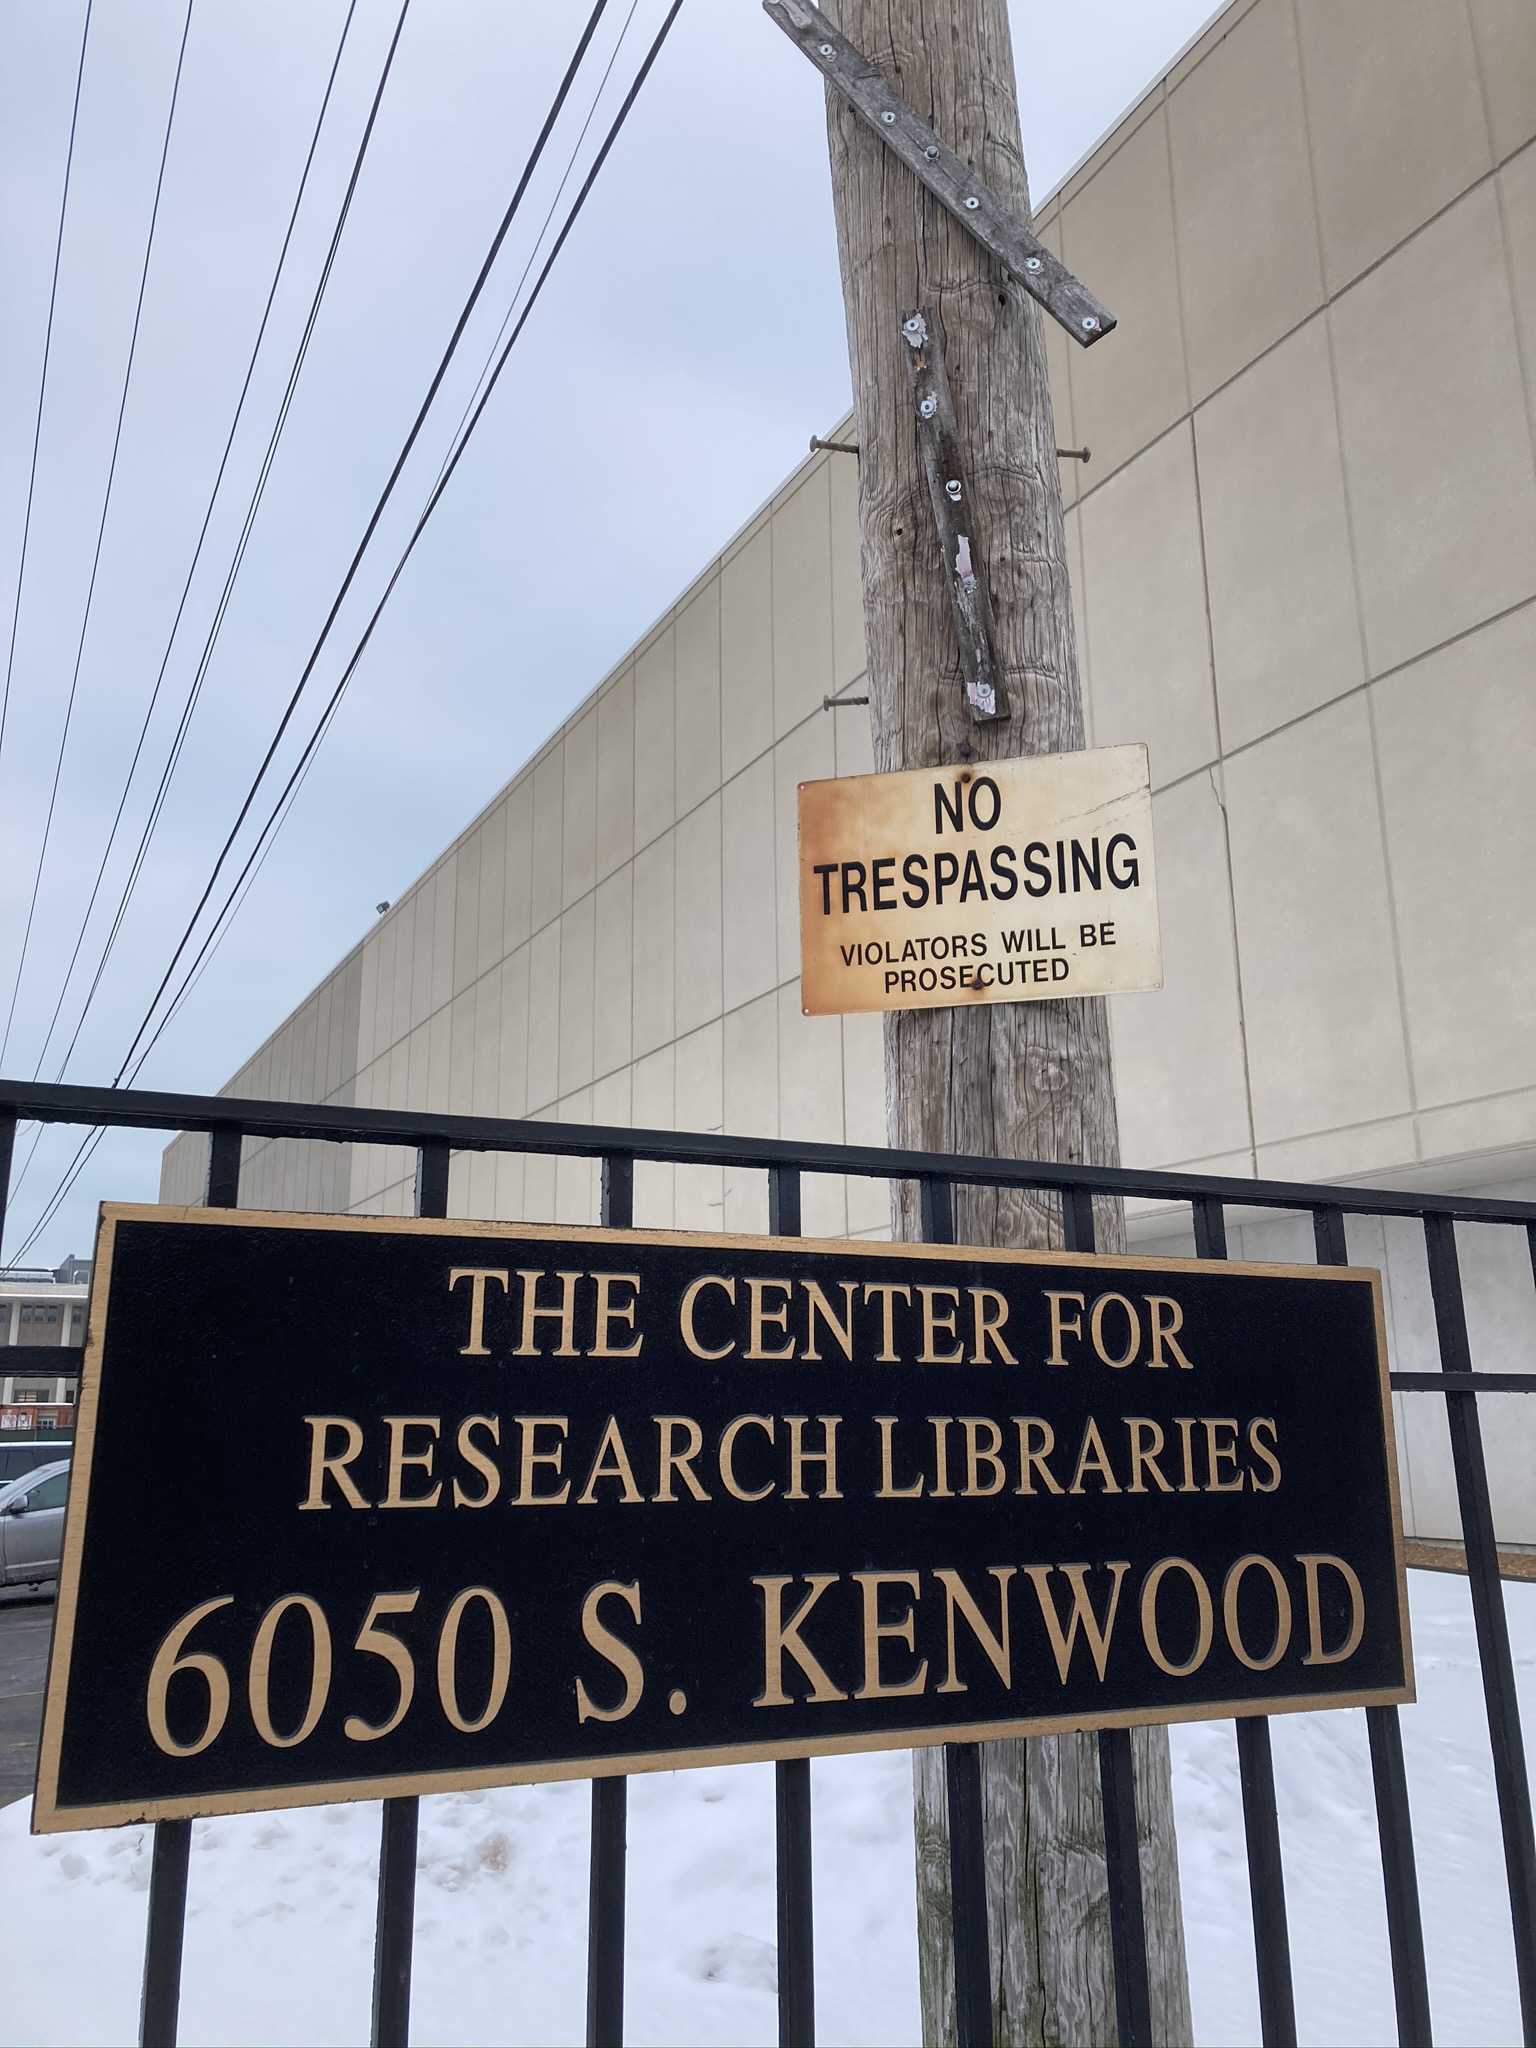 NO
TRESPASSING
VIOLATORS WILL BE
PROSECUTED
THE CENTER FOR
RESEARCH LIBRARIES
6050 S. KENWOOD